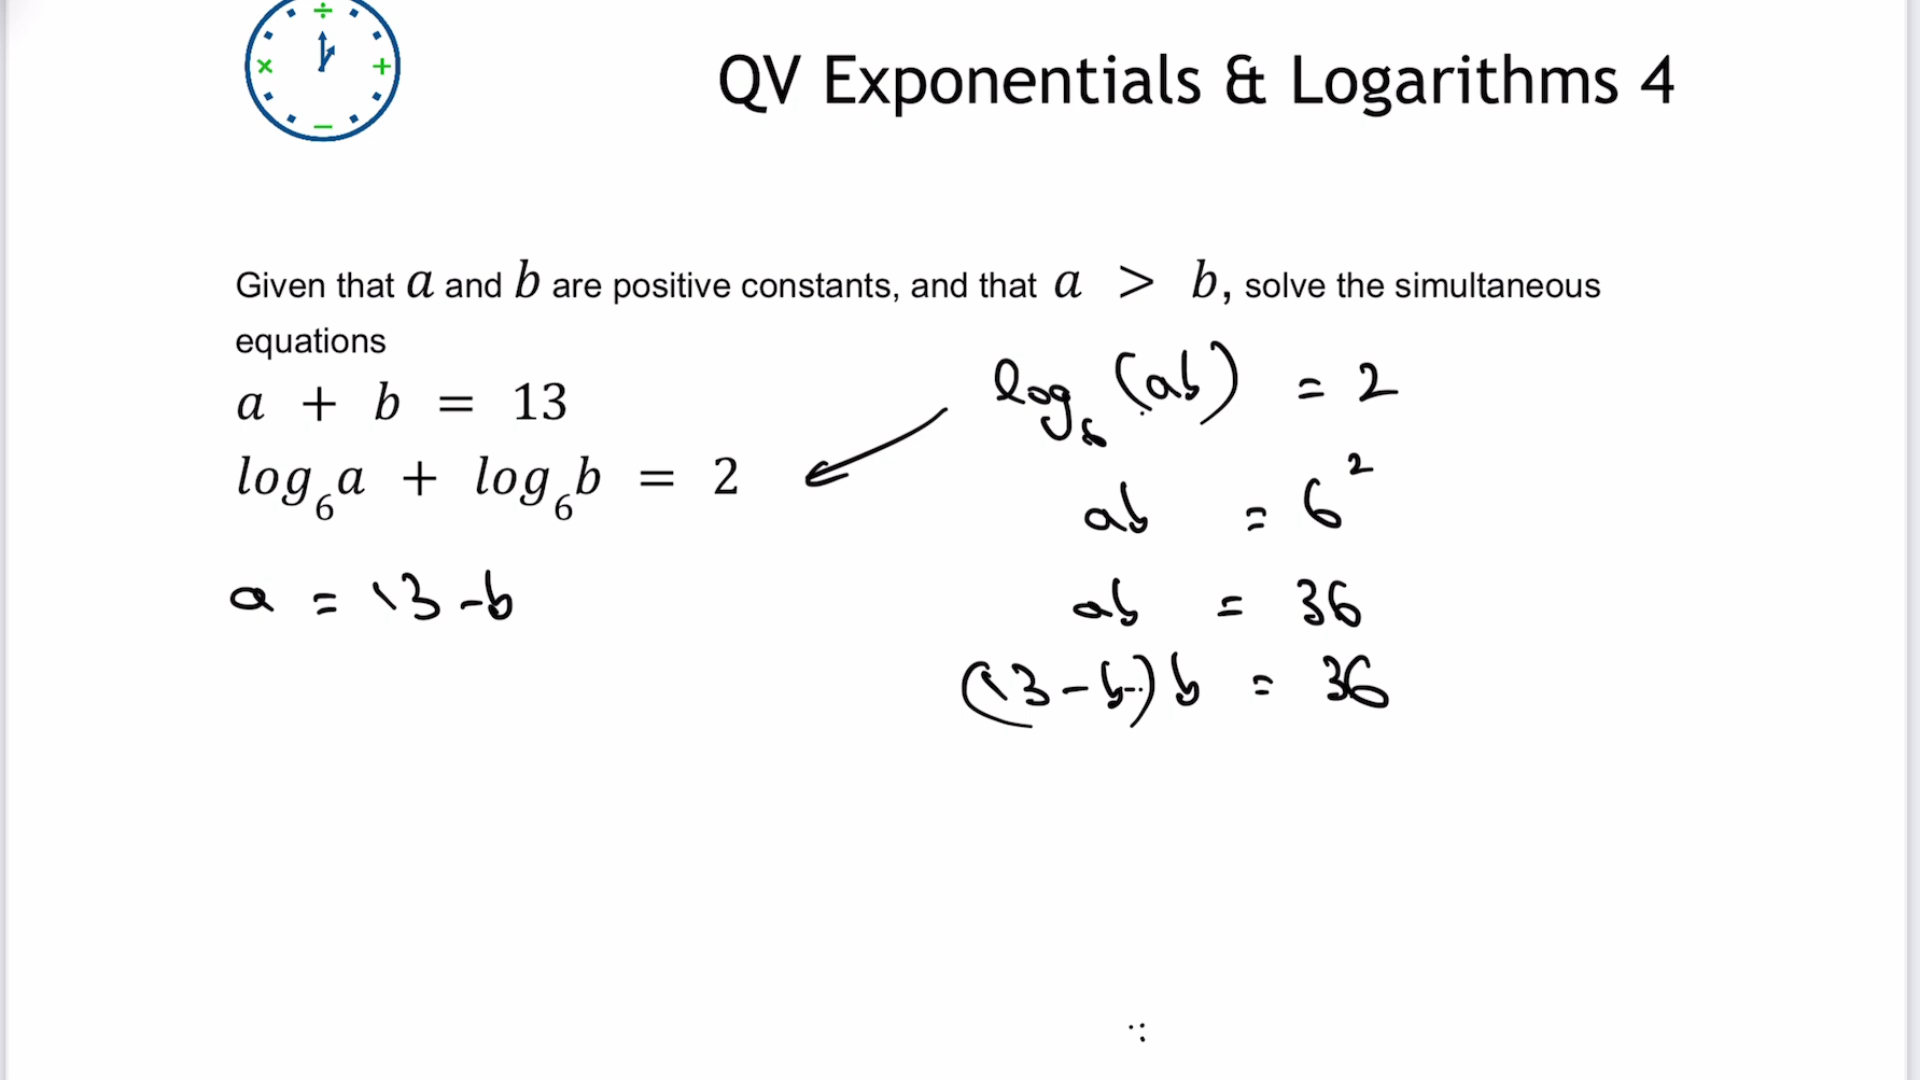 QV Exponentials & Logarithms 4
Given that a and b are positive constants, and that a > b, solve the simultaneous
equations
a + b = 13
log₆a + log₆b = 2
a = 13 - b
log₆ (ab) = 2
ab = 6²
ab = 36
(13 - b)b = 36